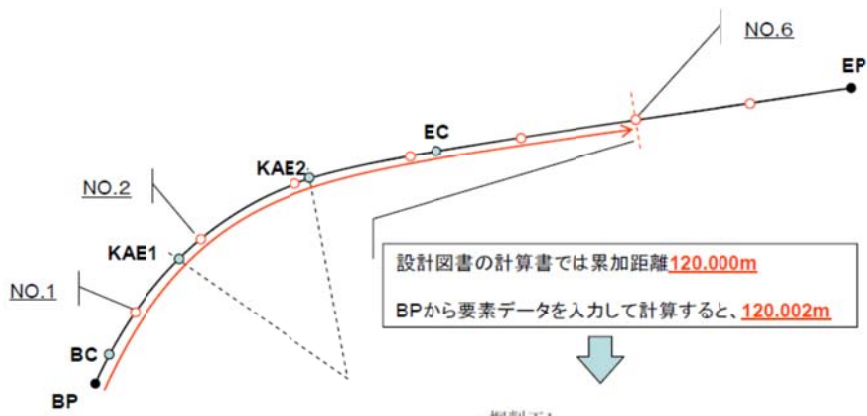 NO.6
EP
EC
KAE2
NO.2
KAE1
NO.1
BC
BP
設計図書の計算書では累加距離120.000m
BPから要素データを入力して計算すると、120.002m